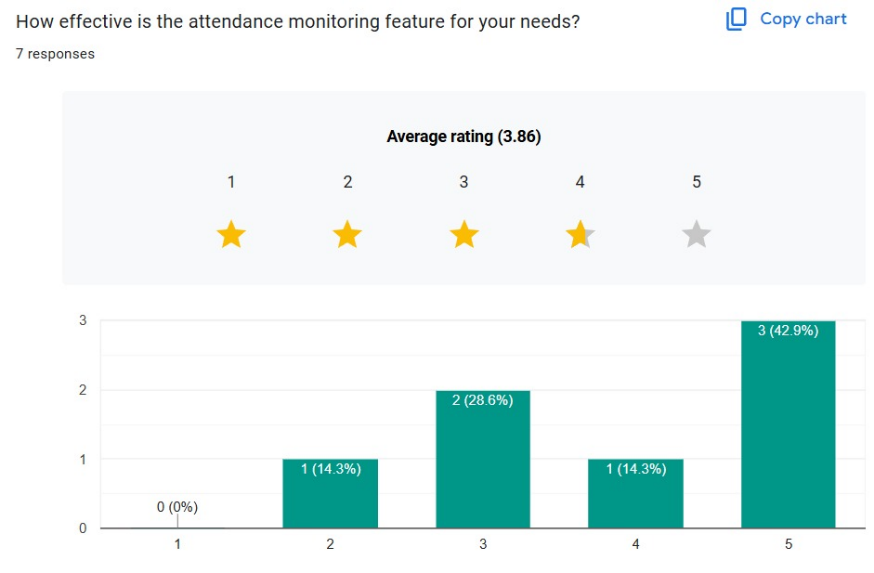 How effective is the attendance monitoring feature for your needs?
Copy chart
7 responses
Average rating (3.86)
1 2 3 4 5
3
3 (42.9%)
2
2 (28.6%)
1
1 (14.3%) 1 (14.3%)
0 (0%)
0
1 2 3 4 5